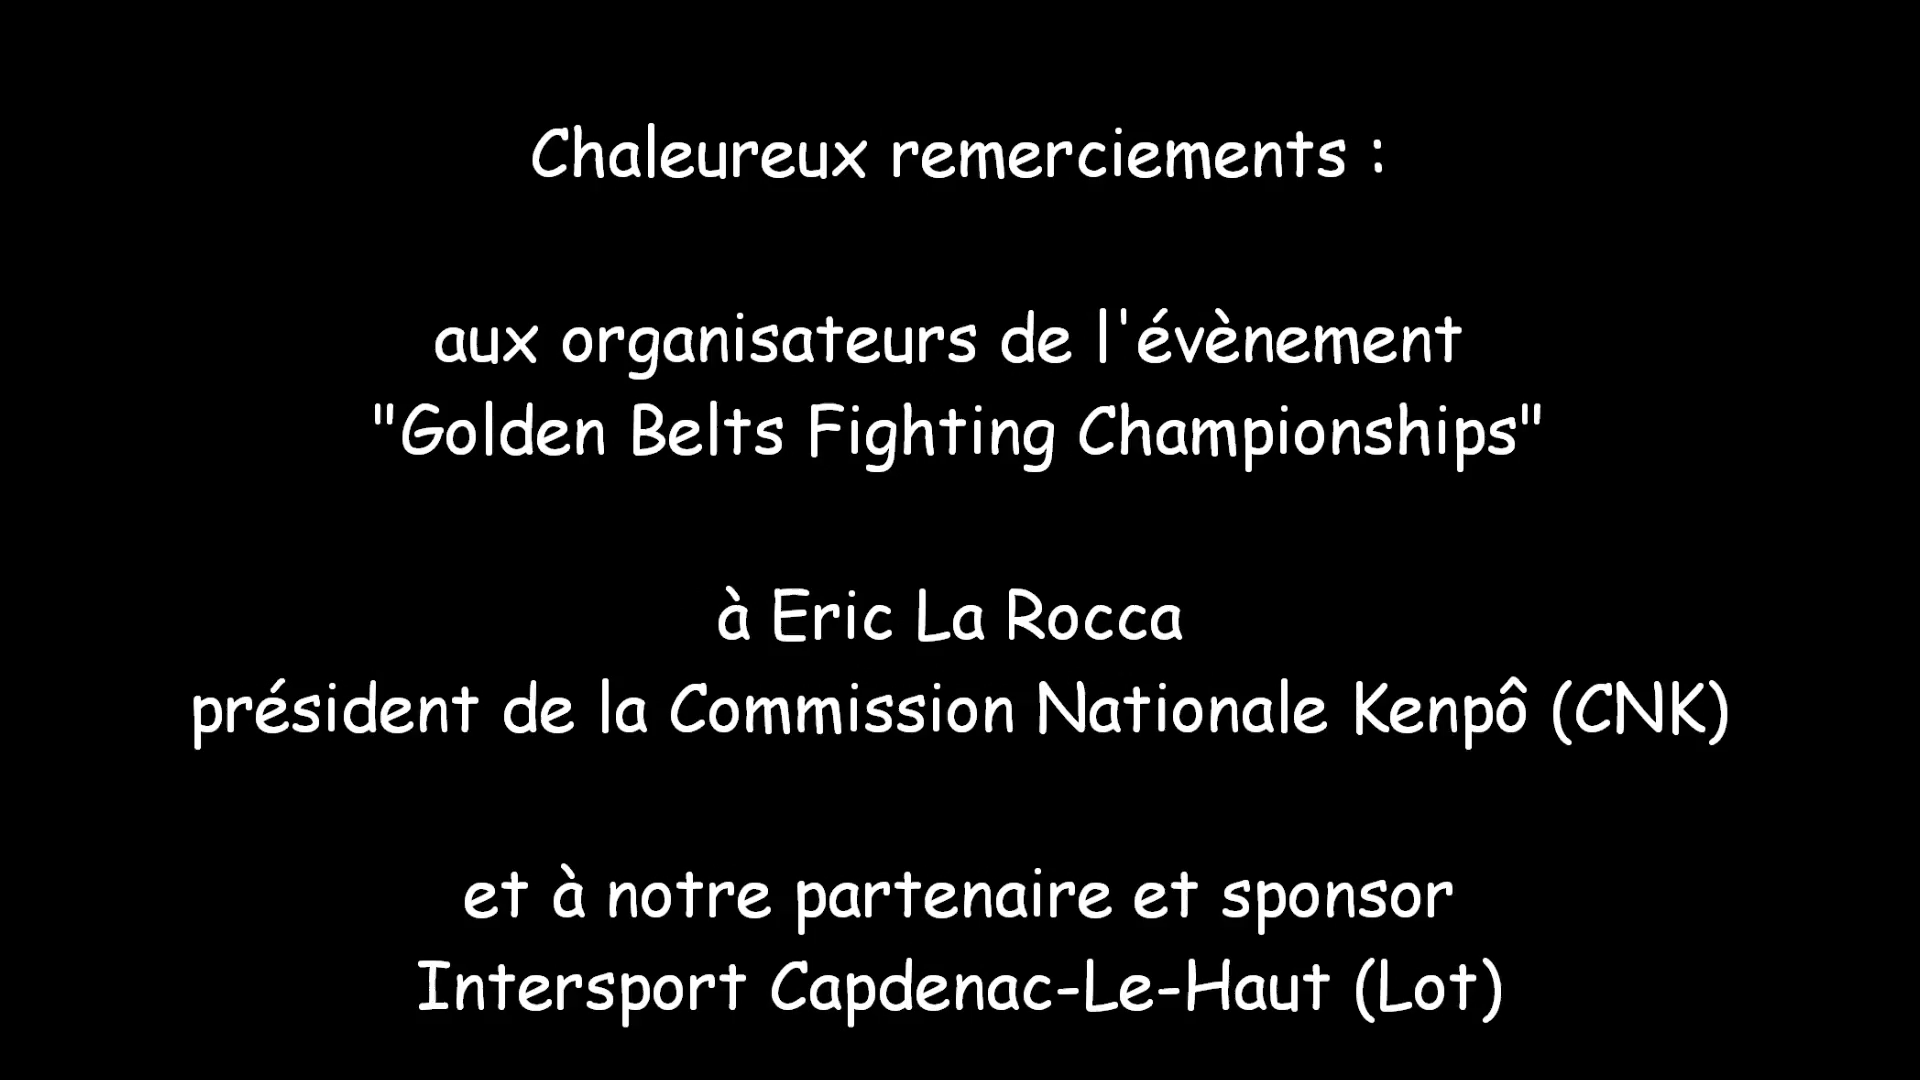 Chaleureux remerciements :
aux organisateurs de l'évènement
"Golden Belts Fighting Championships"
à Eric La Rocca
président de la Commission Nationale Kenpô (CNK)
et à notre partenaire et sponsor
Intersport Capdenac-Le-Haut (Lot)